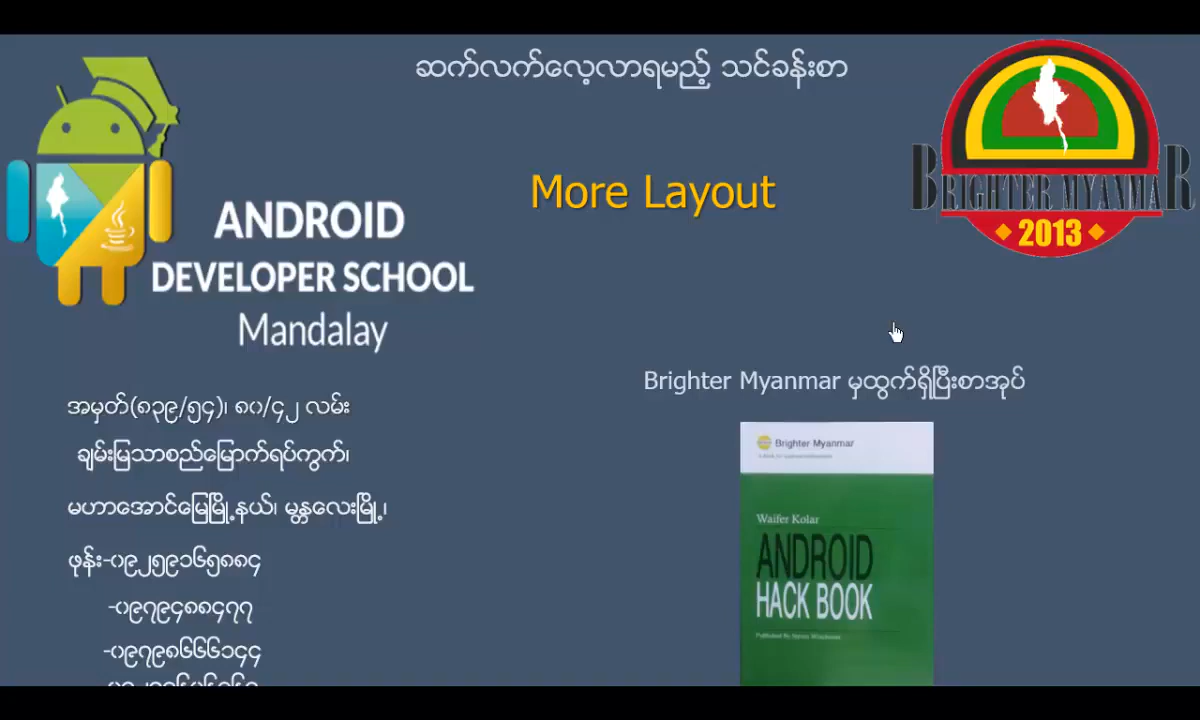 ဆက်လက်လေ့လာရမည့် သင်ခန်းစာ
More Layout
BRIGHTER MYANMAR
2013
ANDROID
DEVELOPER SCHOOL
Mandalay
အမှတ်(၈၃၉/၅၄)၊ ၈၀/၄၂ လမ်း
ချမ်းမြသာစည်မြောက်ရပ်ကွက်၊
မဟာအောင်မြေမြို့နယ်၊ မန္တလေးမြို့၊
ဖုန်း-၀၉၂၅၉၁၆၅၈၈၄
-၀၉၇၉၄၈၈၄၇၇
-၀၉၇၉၈၆၆၆၁၄၄
Brighter Myanmar မှထွက်ရှိပြီးစာအုပ်
Brighter Myanmar
Waifer Kolar
ANDROID
HACK BOOK